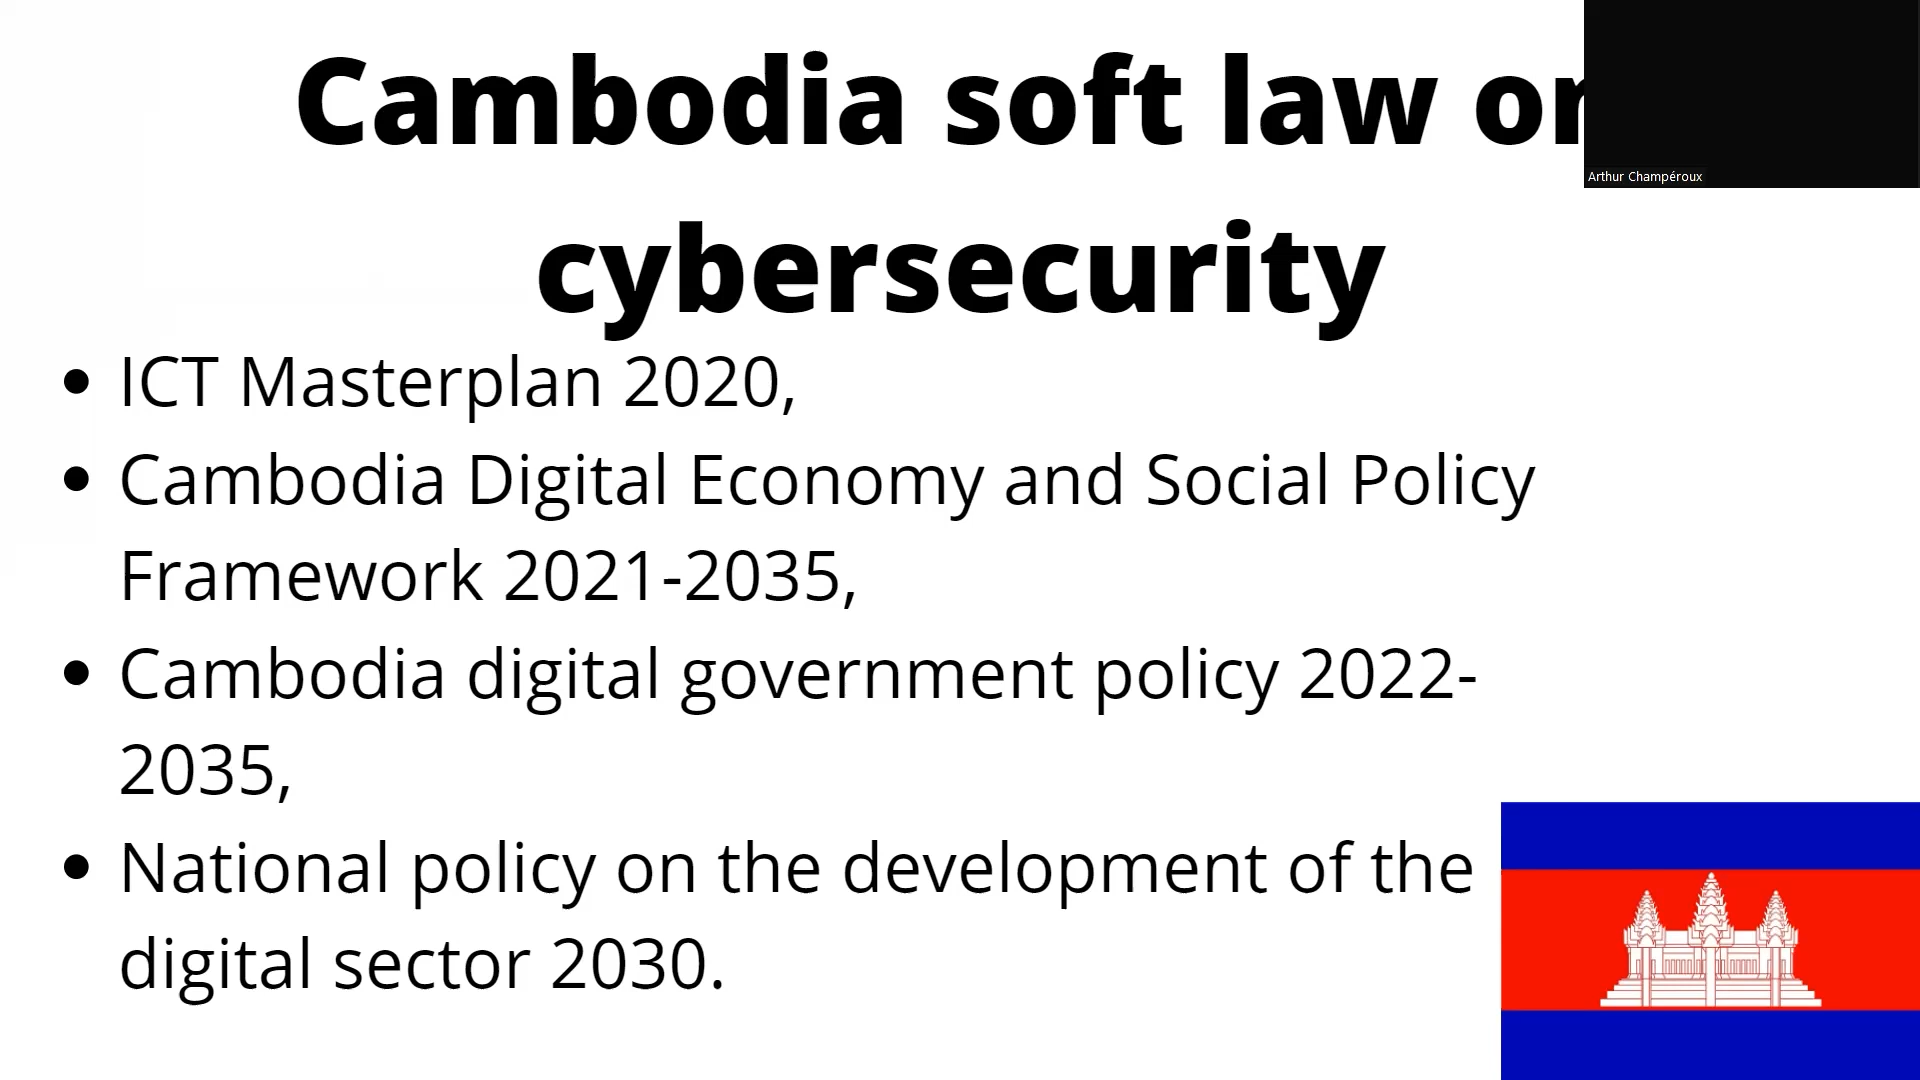 Cambodia soft law
cybersecurity
Arthur Champéroux
• ICT Masterplan 2020,
• Cambodia Digital Economy and Social Policy
Framework 2021-2035,
• Cambodia digital government policy 2022-
2035,
• National policy on the development of the
digital sector 2030.